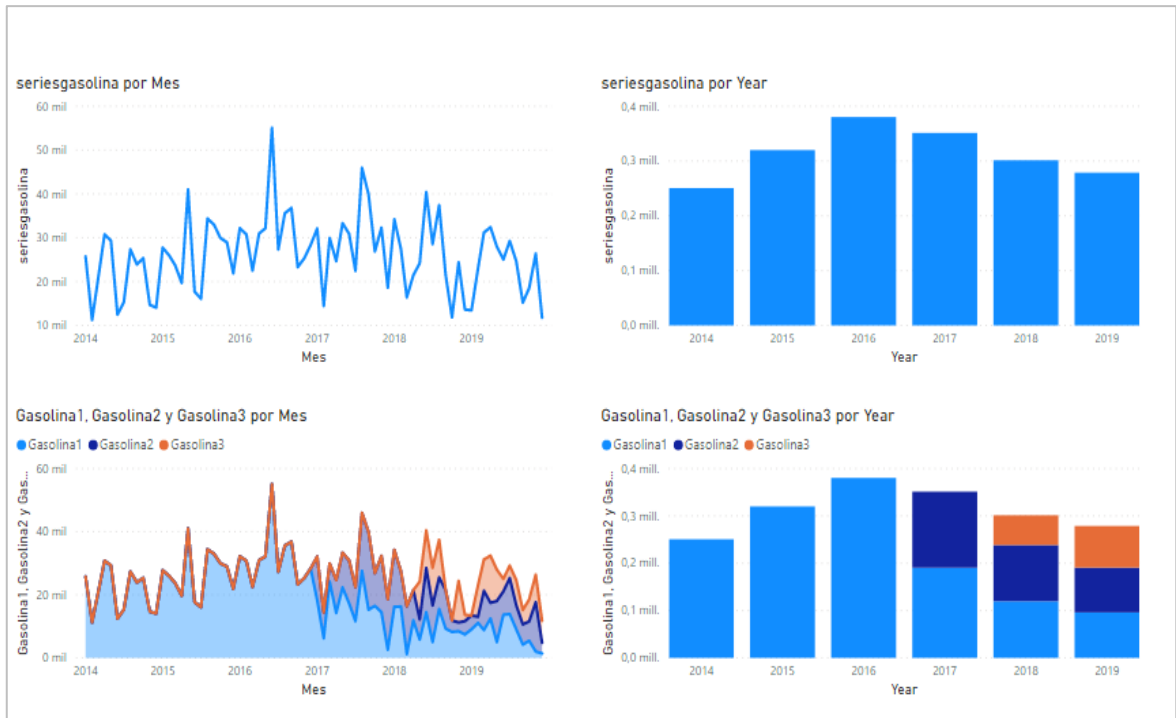 seriesgasolina por Mes
60 mil
50 mil
40 mil
30 mil
20 mil
10 mil
seriesgasolina
2014 2015 2016 2017 2018 2019
Mes
seriesgasolina por Year
0,4 mill.
0,3 mill.
0,2 mill.
0,1 mill.
0,0 mill.
seriesgasolina
2014 2015 2016 2017 2018 2019
Year
Gasolina1, Gasolina2 y Gasolina3 por Mes
Gasolina1 Gasolina2 Gasolina3
60 mil
40 mil
20 mil
0 mil
Gasolina1, Gasolina2 y Gas...
2014 2015 2016 2017 2018 2019
Mes
Gasolina1, Gasolina2 y Gasolina3 por Year
Gasolina1 Gasolina2 Gasolina3
0,4 mill.
0,3 mill.
0,2 mill.
0,1 mill.
0,0 mill.
Gasolina1, Gasolina2 y Gas...
2014 2015 2016 2017 2018 2019
Year